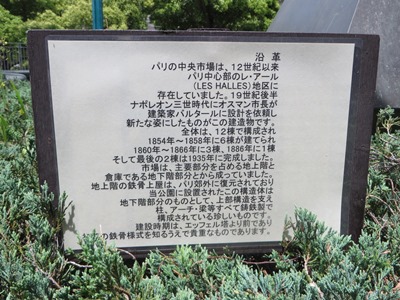 沿革
パリの中央市場は、12世紀以来
パリ中心部のレ・アール
(LES HALLES)地区に
存在していました。19世紀後半
ナポレオン三世時代にオスマン市長が
建築家バルタールに設計を依頼し
新たな姿にしたものがこの建造物です。
全体は、12棟で構成され
1854年～1858年に6棟が建てられ
1860年～1866年に3棟、1886年に1棟
そして最後の2棟は1935年に完成しました。
市場は、主要部分を占める地上階と
倉庫である地下階部分とから成っていました。
地上階の鉄骨上屋は、パリ郊外に復元されており
当公園に設置されたこの構造体は
地下階部分のものとして、上部構造を支え
柱、アーチ・梁等すべて鋳鉄製で
構成されている珍しいものです。
建設時期は、エッフェル塔より前であり
の鉄骨様式を知るうえで貴重なものであります。